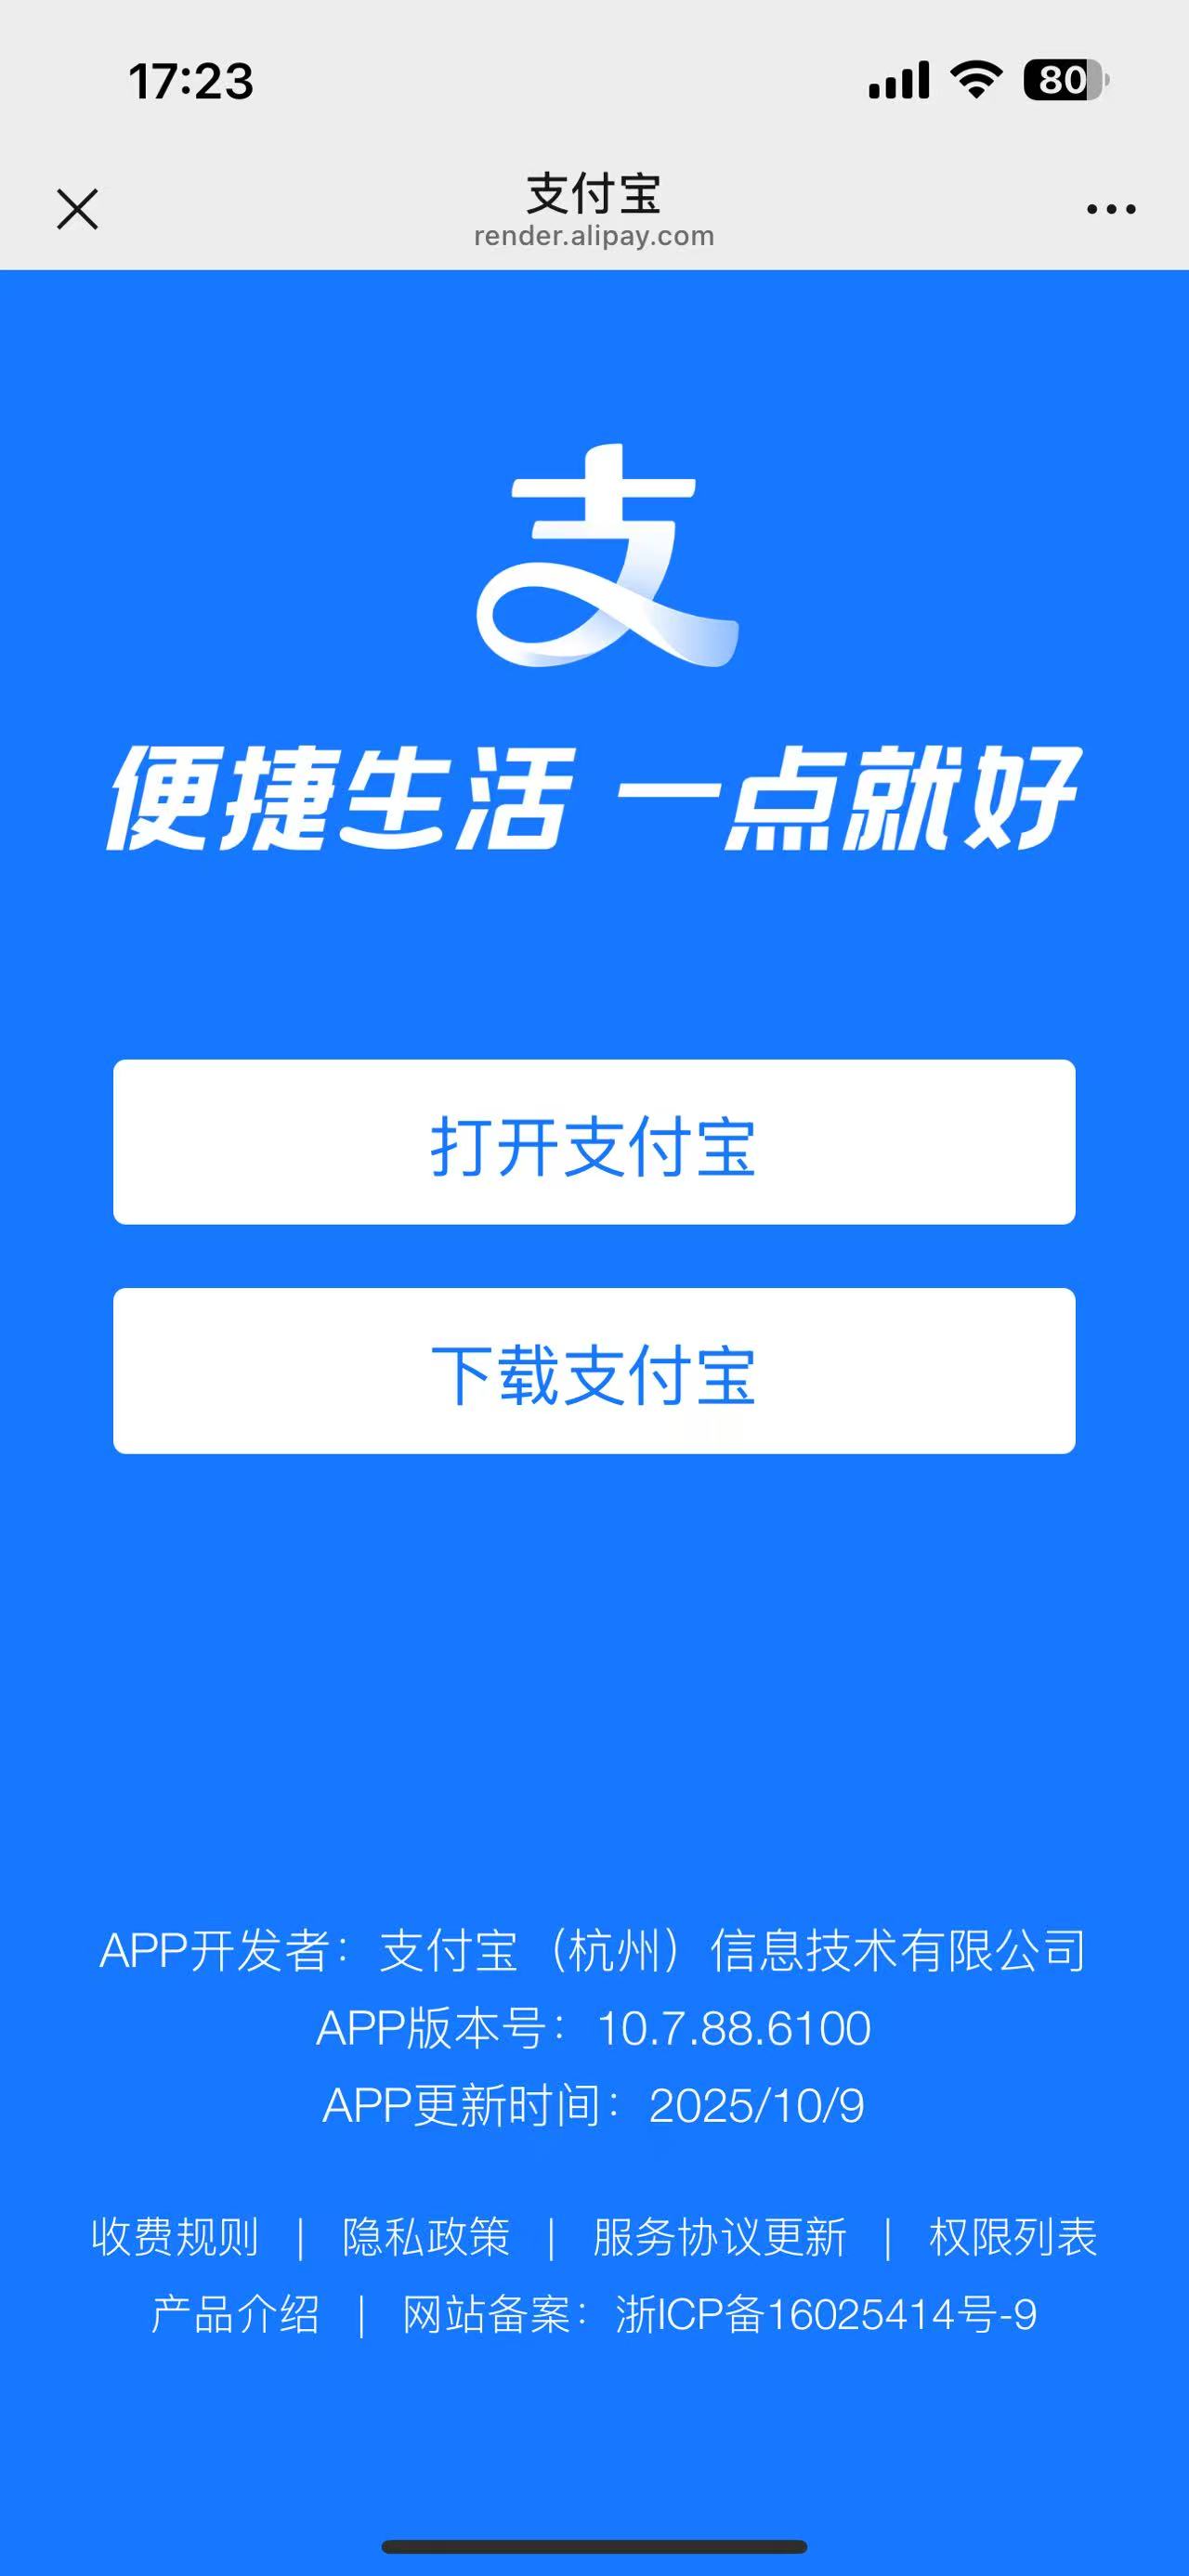 17:23
80
支付宝
render.alipay.com
支
便捷生活 一点就好
打开支付宝
下载支付宝
APP开发者：支付宝（杭州）信息技术有限公司
APP版本号：10.7.88.6100
APP更新时间：2025/10/9
收费规则 | 隐私政策 | 服务协议更新 | 权限列表
产品介绍 | 网站备案：浙ICP备16025414号-9